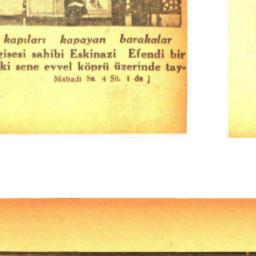 kapıları kapayan barakalar
gisesi sahibi Eskinazi Efendi bir
ki sene evvel köprü üzerinde tay-
Mabadi Sa. 4 Sü. 1 de ]